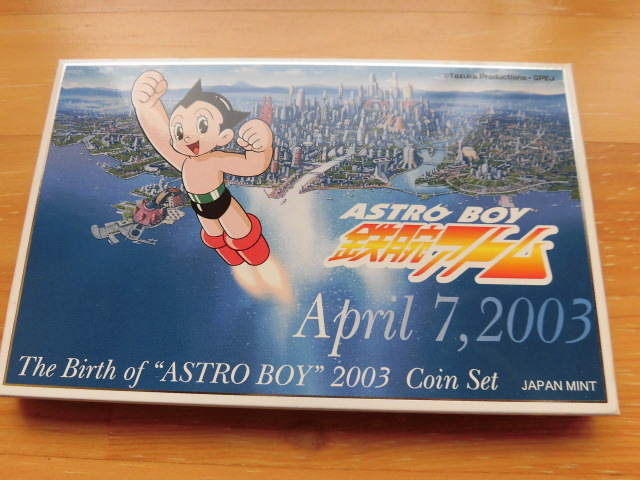 ©Tezuka Productions・SPEJ
ASTRO BOY
鉄腕アトム
April 7, 2003
The Birth of “ASTRO BOY” 2003 Coin Set
JAPAN MINT